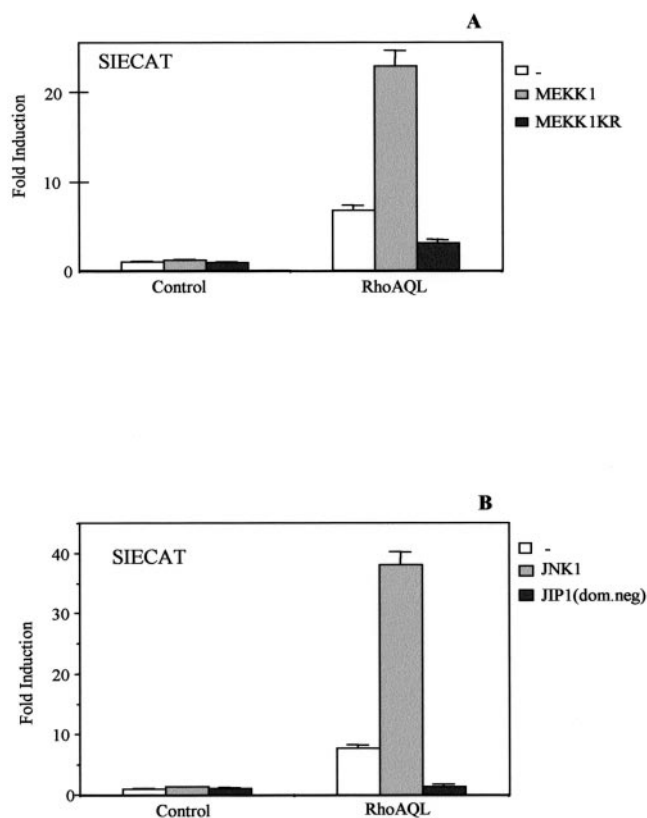 A
SIECAT
-
MEKK1
MEKK1KR
Fold Induction
20
10
0
Control RhoAQL
B
SIECAT
-
JNK1
JIP1(dom.neg)
Fold Induction
40
30
20
10
0
Control RhoAQL